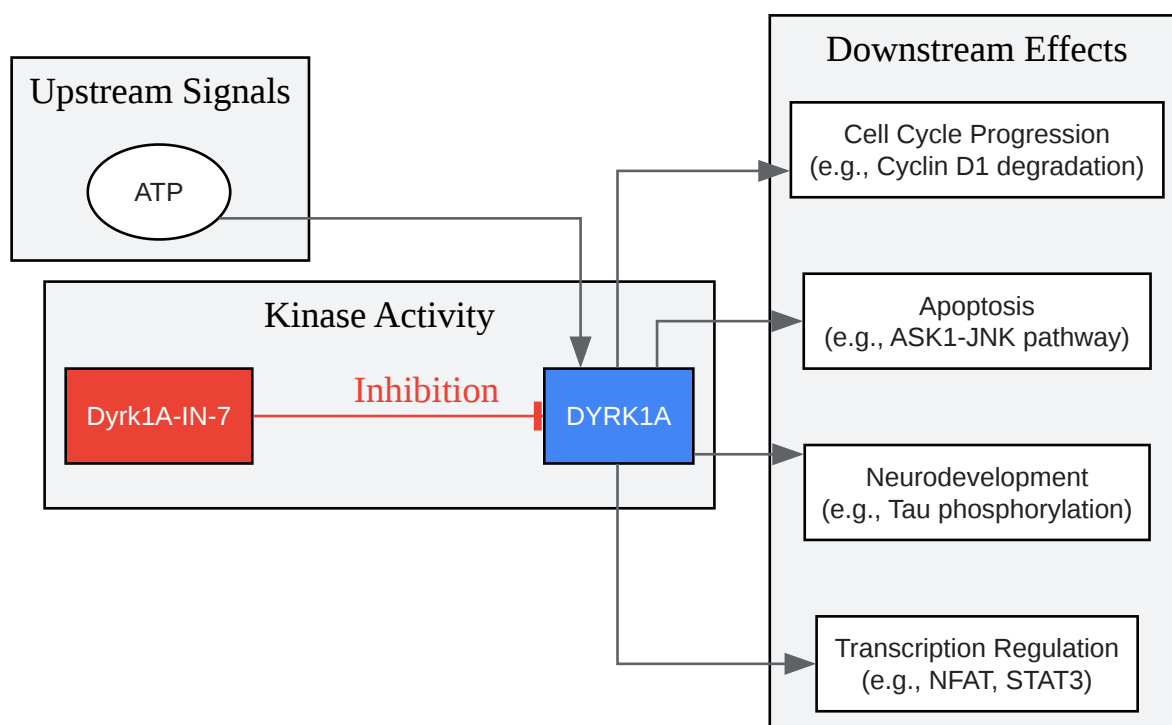 Upstream Signals
ATP
Kinase Activity
Dyrk1A-IN-7
Inhibition
DYRK1A
Downstream Effects
Cell Cycle Progression
(e.g., Cyclin D1 degradation)
Apoptosis
(e.g., ASK1-JNK pathway)
Neurodevelopment
(e.g., Tau phosphorylation)
Transcription Regulation
(e.g., NFAT, STAT3)